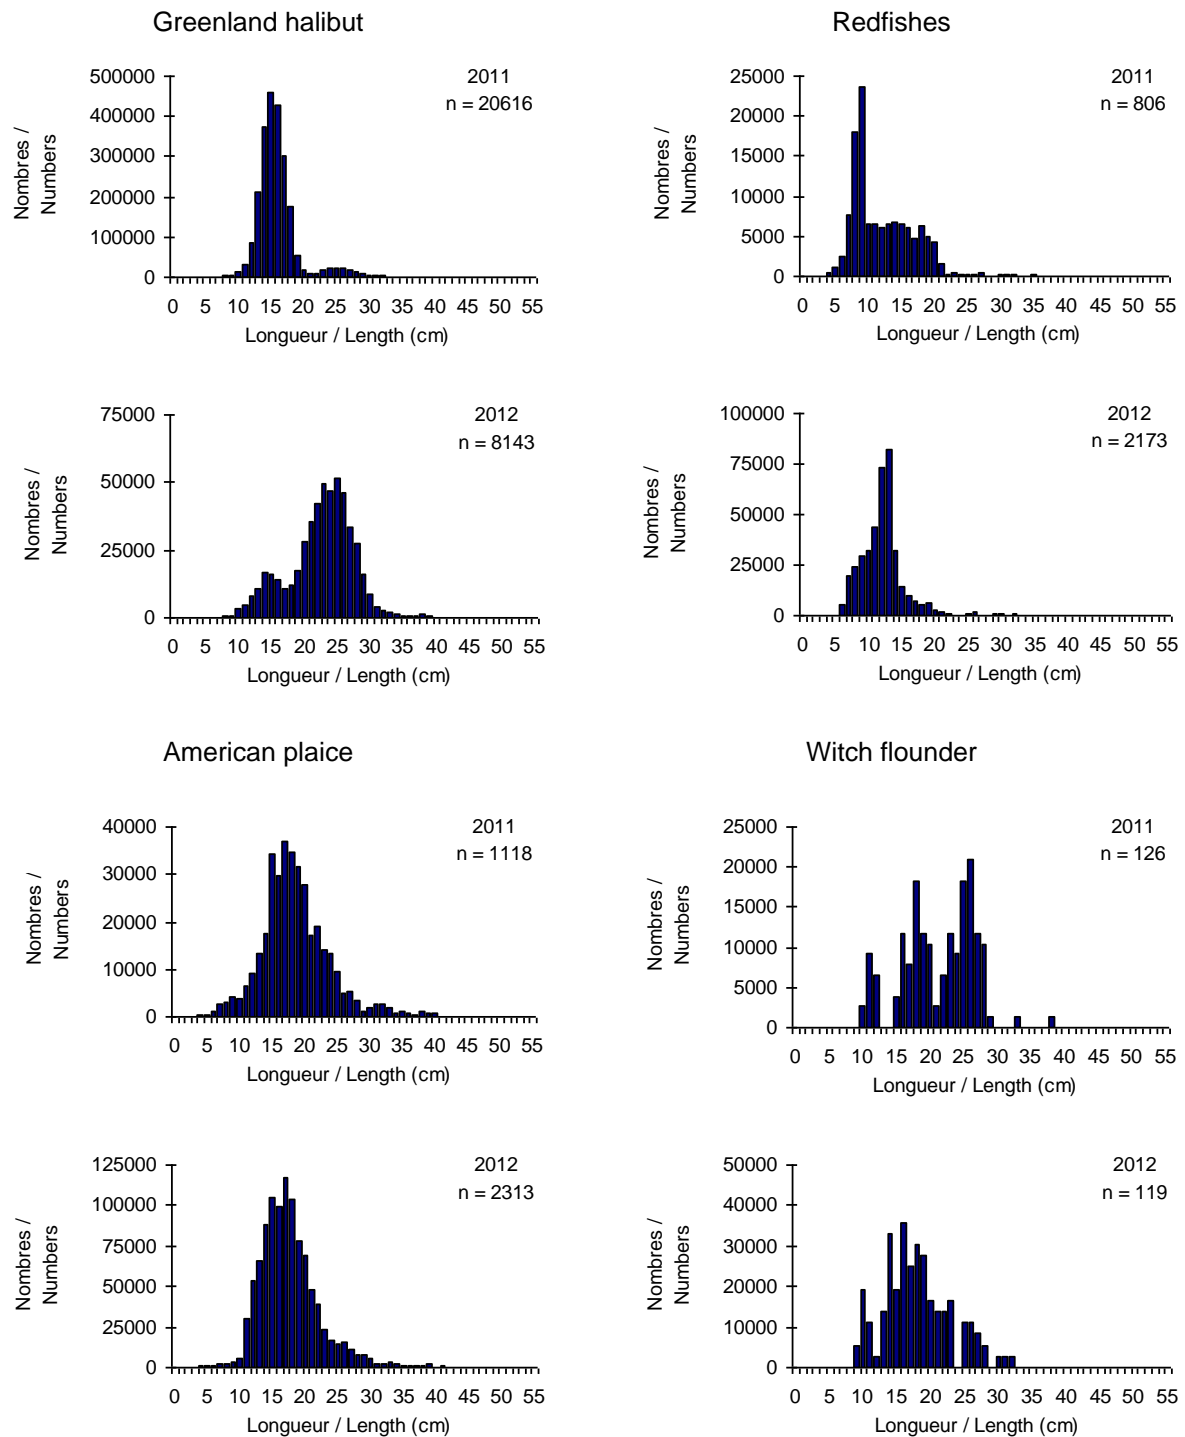 Greenland halibut
2011
n = 20616
500000
400000
300000
200000
100000
0
Nombres /
Numbers
0 5 10 15 20 25 30 35 40 45 50 55
Longueur / Length (cm)
Redfishes
2011
n = 806
25000
20000
15000
10000
5000
0
Nombres /
Numbers
0 5 10 15 20 25 30 35 40 45 50 55
Longueur / Length (cm)
2012
n = 8143
75000
50000
25000
0
Nombres /
Numbers
0 5 10 15 20 25 30 35 40 45 50 55
Longueur / Length (cm)
2012
n = 2173
100000
75000
50000
25000
0
Nombres /
Numbers
0 5 10 15 20 25 30 35 40 45 50 55
Longueur / Length (cm)
American plaice
2011
n = 1118
40000
30000
20000
10000
0
Nombres /
Numbers
0 5 10 15 20 25 30 35 40 45 50 55
Longueur / Length (cm)
Witch flounder
2011
n = 126
25000
20000
15000
10000
5000
0
Nombres /
Numbers
0 5 10 15 20 25 30 35 40 45 50 55
Longueur / Length (cm)
2012
n = 2313
125000
100000
75000
50000
25000
0
Nombres /
Numbers
0 5 10 15 20 25 30 35 40 45 50 55
Longueur / Length (cm)
2012
n = 119
50000
40000
30000
20000
10000
0
Nombres /
Numbers
0 5 10 15 20 25 30 35 40 45 50 55
Longueur / Length (cm)